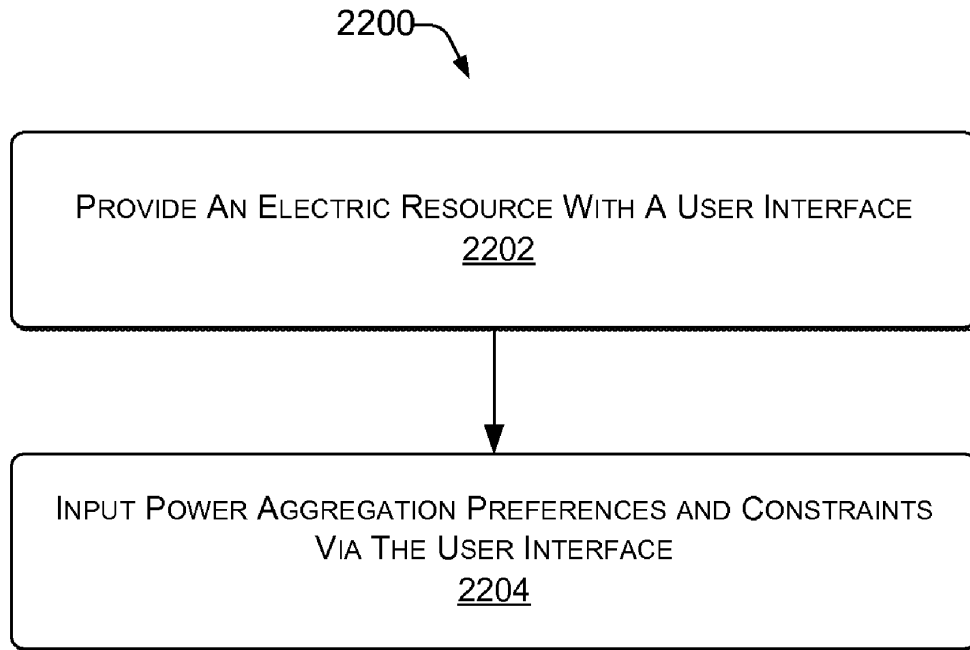 2200
PROVIDE AN ELECTRIC RESOURCE WITH A USER INTERFACE
2202
INPUT POWER AGGREGATION PREFERENCES AND CONSTRAINTS
VIA THE USER INTERFACE
2204